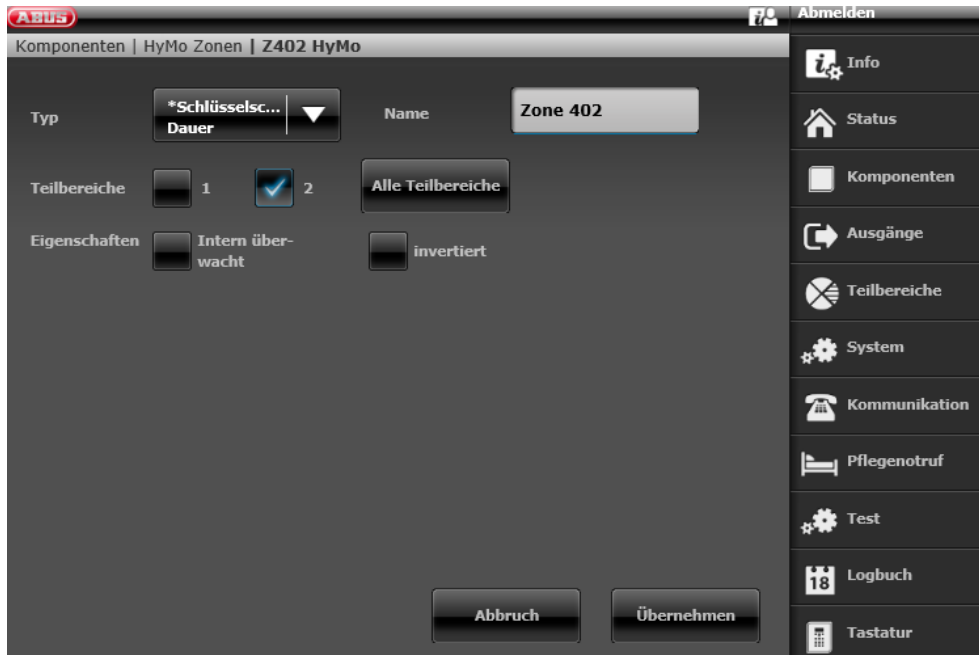 ABUS
Abmelden
Komponenten | HyMo Zonen | Z402 HyMo
Typ
*Schlüsselsc...
Dauer
Name
Zone 402
Teilbereiche
1
2
Alle Teilbereiche
Eigenschaften
Intern über-
wacht
invertiert
Abbruch
Übernehmen
Info
Status
Komponenten
Ausgänge
Teilbereiche
System
Kommunikation
Pflegenotruf
Test
18
Logbuch
Tastatur